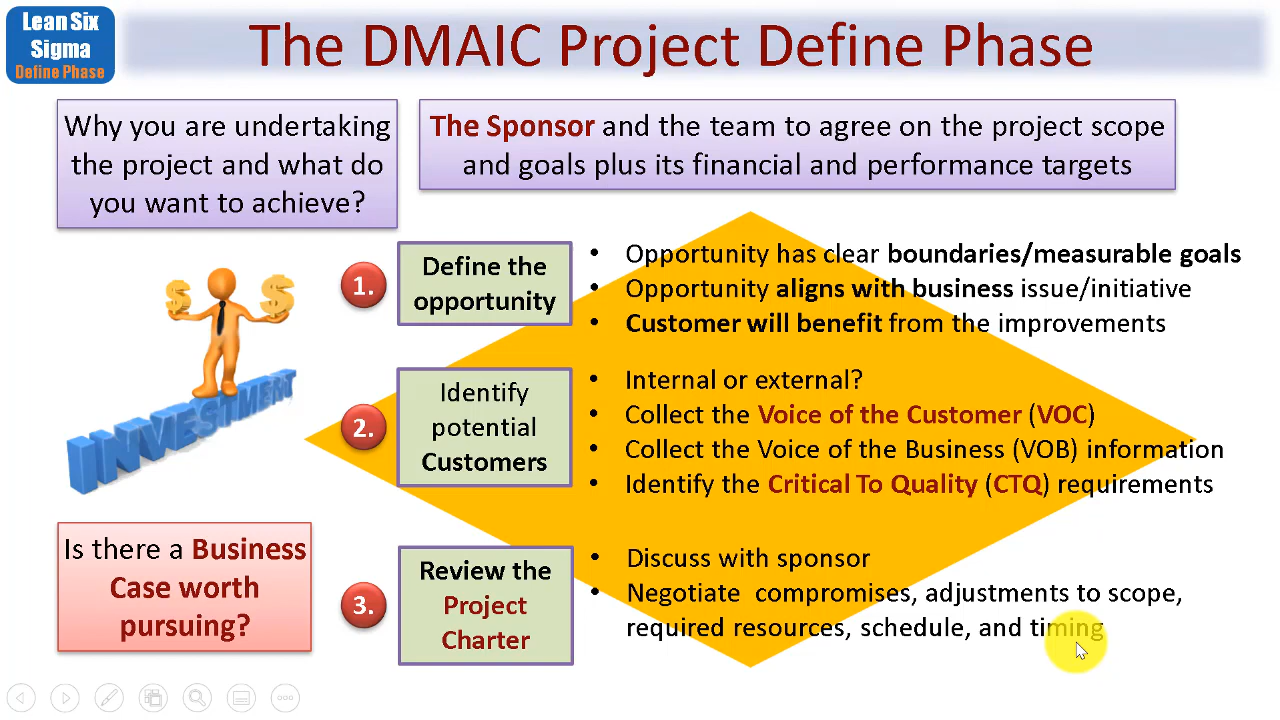 Lean Six
Sigma
Define Phase
The DMAIC Project Define Phase
Why you are undertaking
the project and what do
you want to achieve?
The Sponsor and the team to agree on the project scope
and goals plus its financial and performance targets
1.
Define the
opportunity
• Opportunity has clear boundaries/measurable goals
• Opportunity aligns with business issue/initiative
• Customer will benefit from the improvements
$ $
INVESTMENT
2.
Identify
potential
Customers
• Internal or external?
• Collect the Voice of the Customer (VOC)
• Collect the Voice of the Business (VOB) information
• Identify the Critical To Quality (CTQ) requirements
Is there a Business
Case worth
pursuing?
3.
Review the
Project
Charter
• Discuss with sponsor
• Negotiate compromises, adjustments to scope,
required resources, schedule, and timing